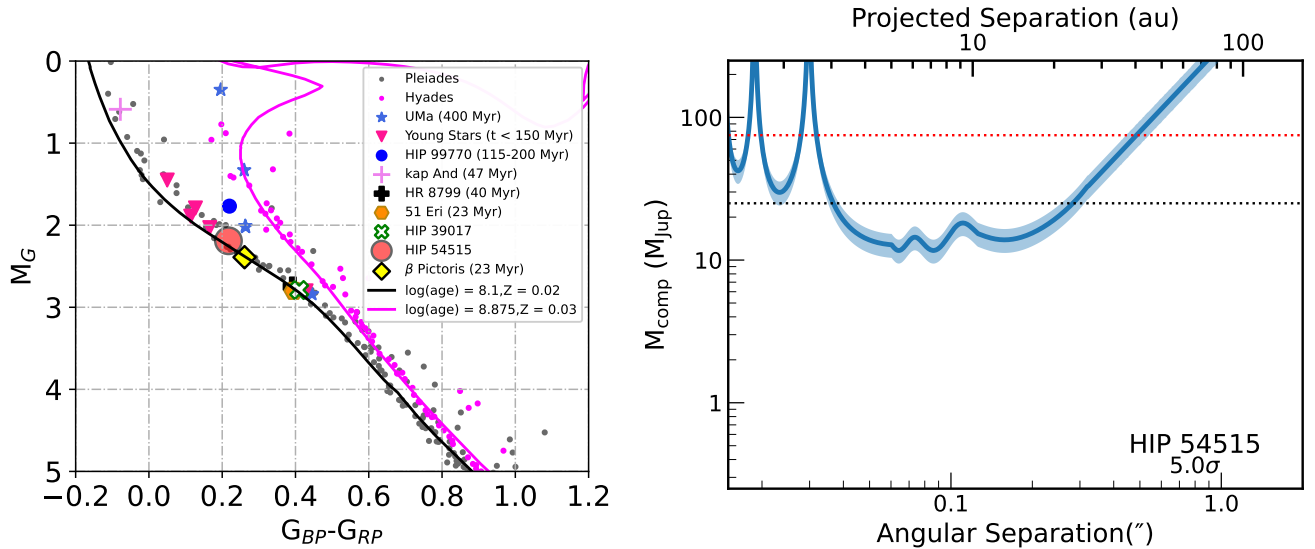 0
1
2
3
4
5
M_G
−0.2
0.0
0.2
0.4
0.6
0.8
1.0
1.2
G_BP-G_RP
Pleiades
Hyades
UMa (400 Myr)
Young Stars (t < 150 Myr)
HIP 99770 (115-200 Myr)
kap And (47 Myr)
HR 8799 (40 Myr)
51 Eri (23 Myr)
HIP 39017
HIP 54515
β Pictoris (23 Myr)
log(age) = 8.1,Z = 0.02
log(age) = 8.875,Z = 0.03
Projected Separation (au)
10
100
100
10
1
M_comp (M_Jup)
HIP 54515
5.0σ
0.1
1.0
Angular Separation(″)